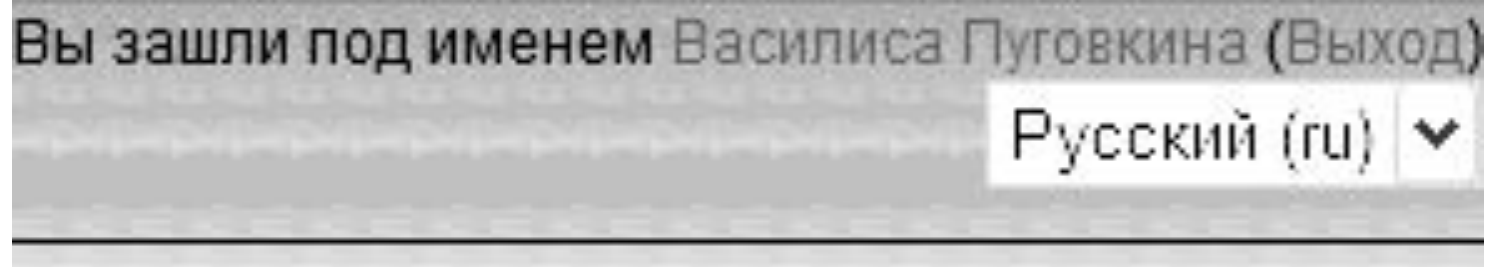 Вы зашли под именем Василиса Пуговкина (Выход)
Русский (ru)